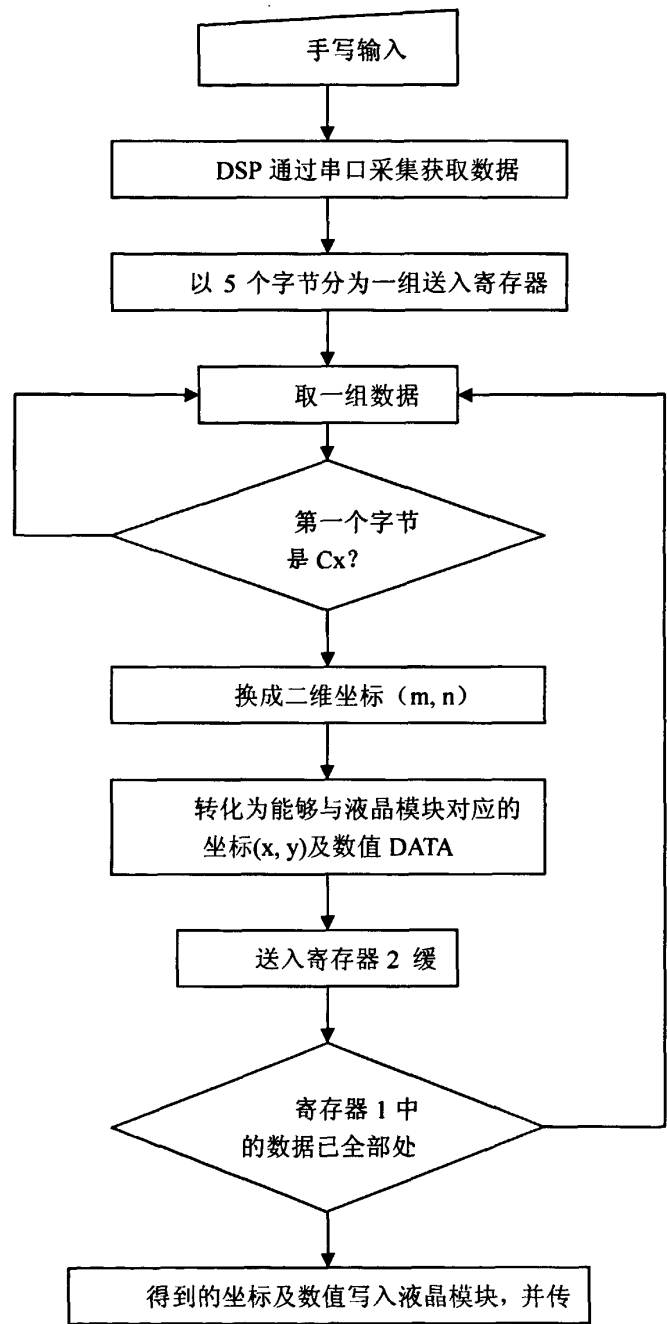 手写输入
DSP 通过串口采集获取数据
以 5 个字节分为一组送入寄存器
取一组数据
第一个字节
是 Cx?
换成二维坐标（m, n）
转化为能够与液晶模块对应的
坐标(x, y)及数值 DATA
送入寄存器 2 缓
寄存器 1 中
的数据已全部处
得到的坐标及数值写入液晶模块，并传